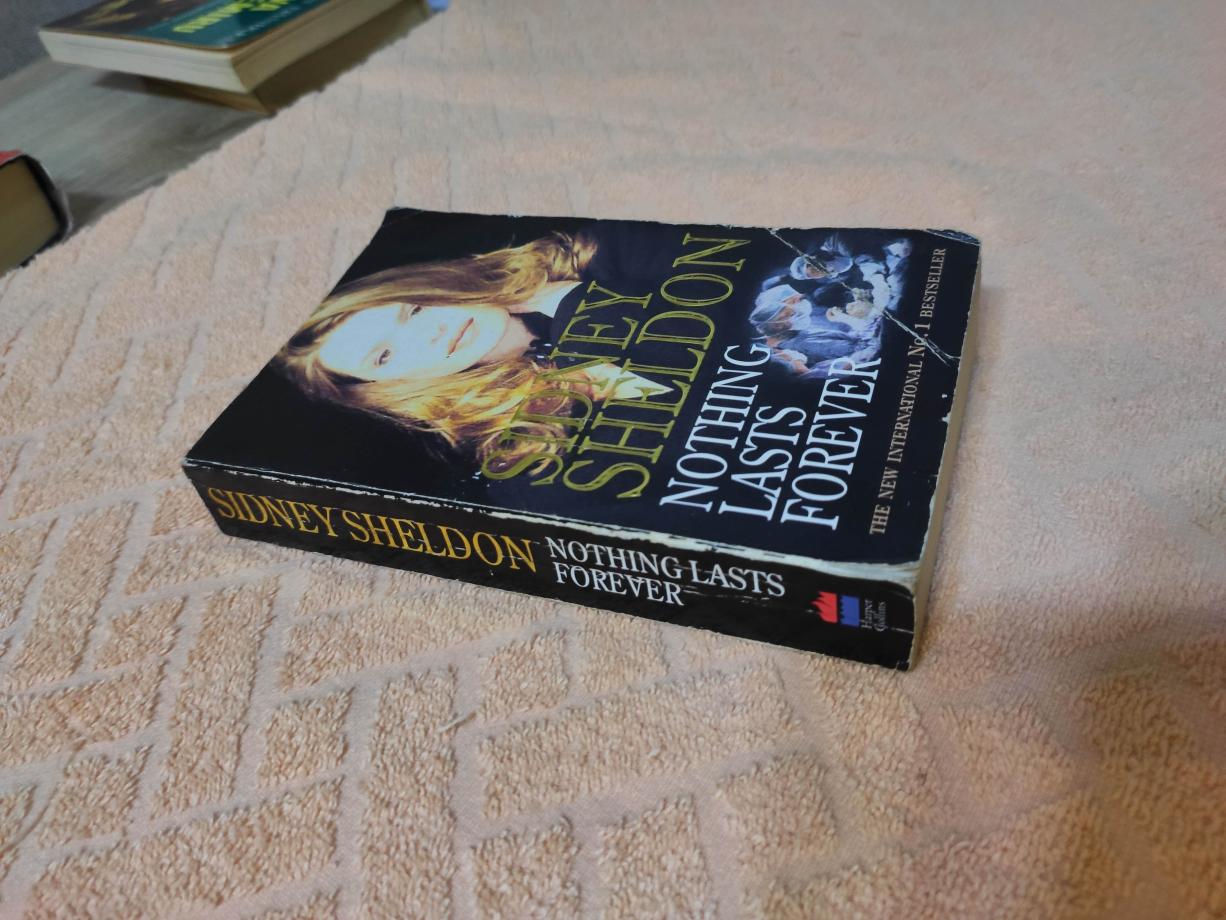 SIDNEY
SHELDON
NOTHING
LASTS
FOREVER
THE NEW INTERNATIONAL No. 1 BESTSELLER
SIDNEY SHELDON
NOTHING LASTS
FOREVER
Harper
Collins